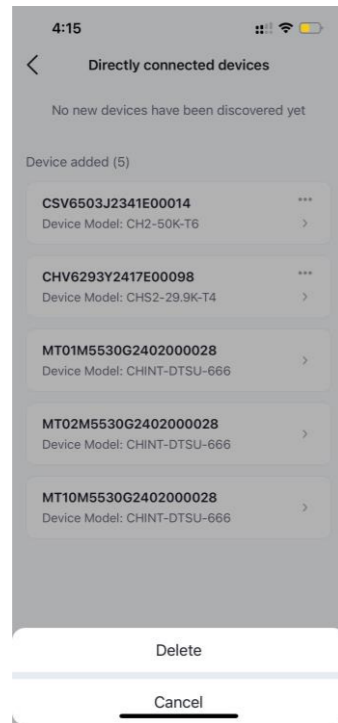 4:15
Directly connected devices
No new devices have been discovered yet
Device added (5)
CSV6503J2341E00014
Device Model: CH2-50K-T6
CHV6293Y2417E00098
Device Model: CHS2-29.9K-T4
MT01M5530G2402000028
Device Model: CHINT-DTSU-666
MT02M5530G2402000028
Device Model: CHINT-DTSU-666
MT10M5530G2402000028
Device Model: CHINT-DTSU-666
Delete
Cancel